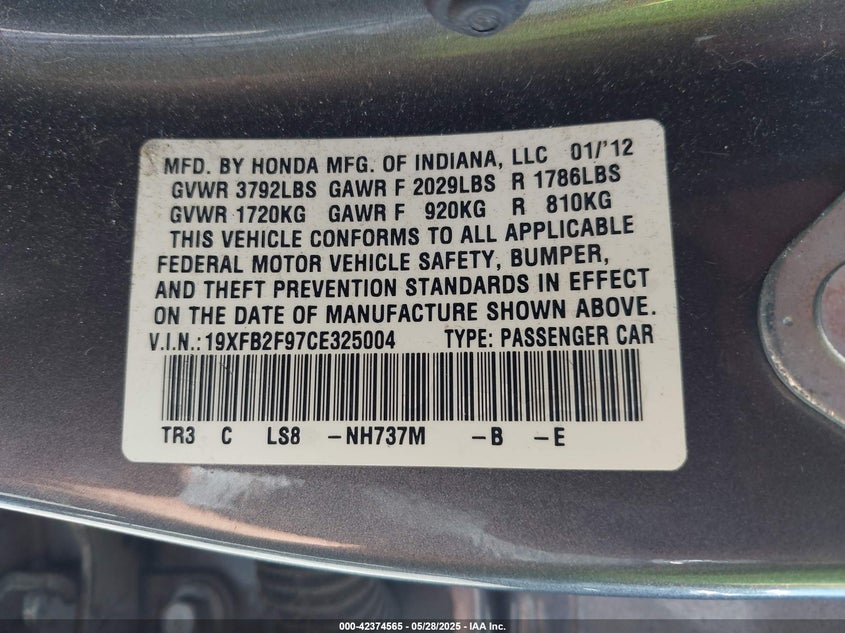 MFD. BY HONDA MFG. OF INDIANA, LLC 01/'12
GVWR 3792LBS GAWR F 2029LBS R 1786LBS
GVWR 1720KG GAWR F 920KG R 810KG
THIS VEHICLE CONFORMS TO ALL APPLICABLE
FEDERAL MOTOR VEHICLE SAFETY, BUMPER,
AND THEFT PREVENTION STANDARDS IN EFFECT
ON THE DATE OF MANUFACTURE SHOWN ABOVE.
V.I.N.:19XFB2F97CE325004 TYPE: PASSENGER CAR
TR3 C LS8 -NH737M -B -E
000-42374565 | 05/28/2025 | IAA Inc.